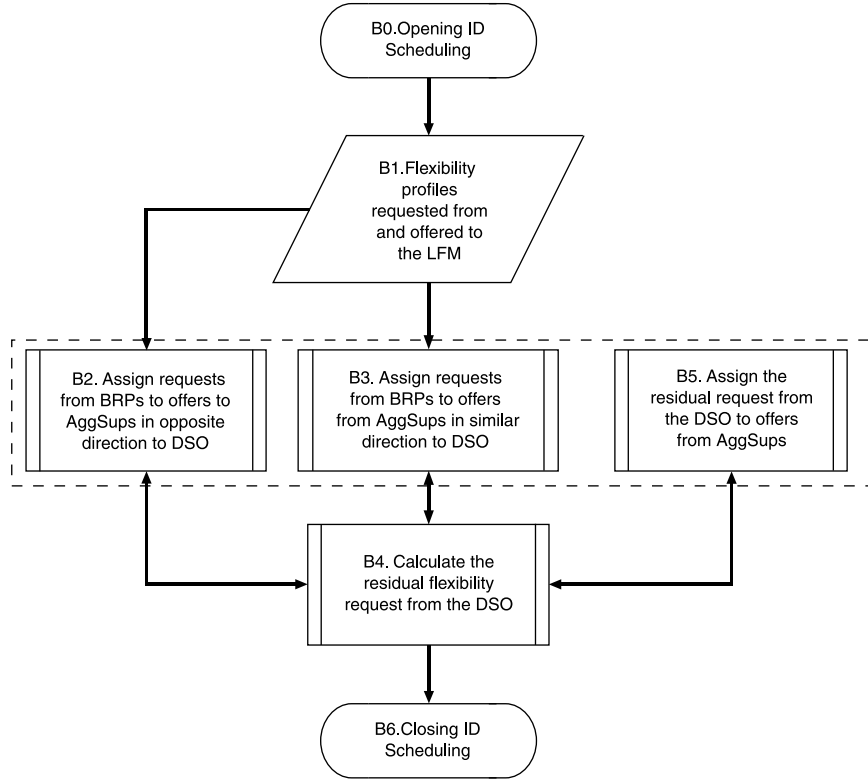 B0.Opening ID
Scheduling
B1.Flexibility
profiles
requested from
and offered to
the LFM
B2. Assign requests
from BRPs to offers to
AggSups in opposite
direction to DSO
B3. Assign requests
from BRPs to offers
from AggSups in similar
direction to DSO
B5. Assign the
residual request from
the DSO to offers
from AggSups
B4. Calculate the
residual flexibility
request from the DSO
B6.Closing ID
Scheduling